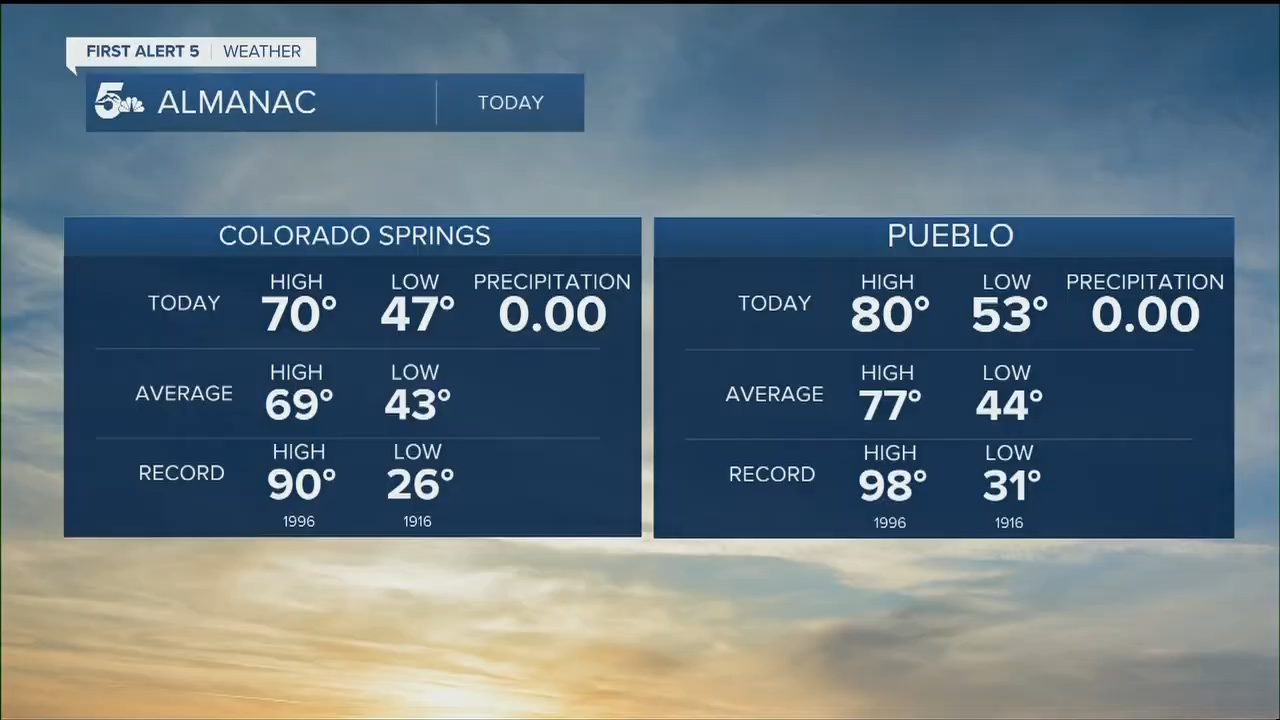 FIRST ALERT 5 | WEATHER
5 ALMANAC TODAY
COLORADO SPRINGS
HIGH LOW PRECIPITATION
TODAY 70° 47° 0.00
HIGH LOW
AVERAGE 69° 43°
HIGH LOW
RECORD 90° 26°
1996 1916
PUEBLO
HIGH LOW PRECIPITATION
TODAY 80° 53° 0.00
HIGH LOW
AVERAGE 77° 44°
HIGH LOW
RECORD 98° 31°
1996 1916